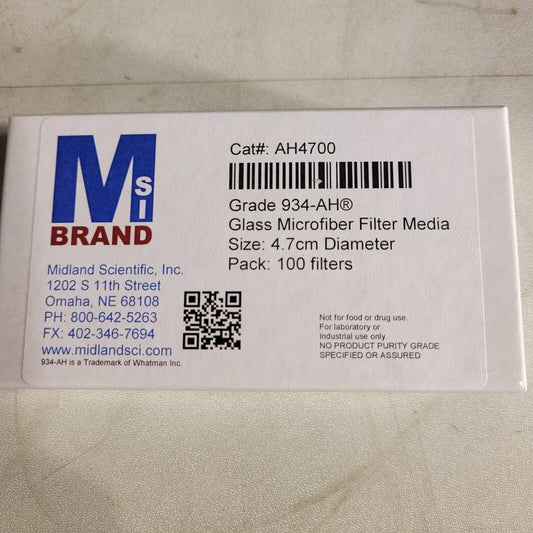 MSI
BRAND
Midland Scientific, Inc.
1202 S 11th Street
Omaha, NE 68108
PH: 800-642-5263
FX: 402-346-7694
www.midlandsci.com
934-AH is a Trademark of Whatman Inc.
Cat#: AH4700
Grade 934-AH®
Glass Microfiber Filter Media
Size: 4.7cm Diameter
Pack: 100 filters
Not for food or drug use.
For laboratory or
Industrial use only.
NO PRODUCT PURITY GRADE
SPECIFIED OR ASSURED